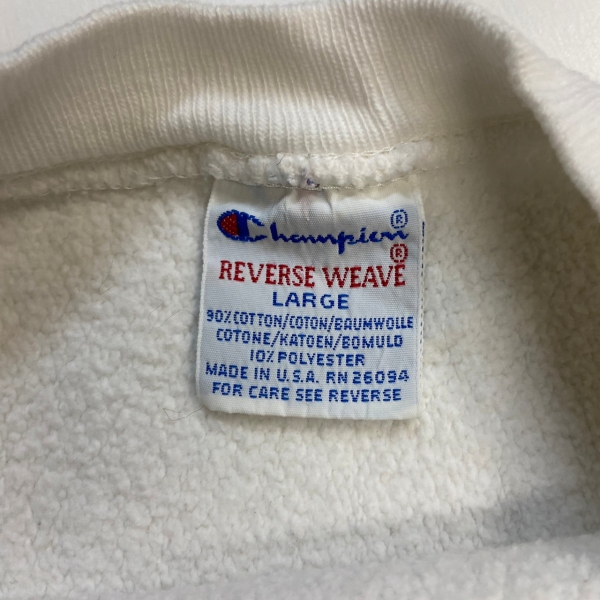 Champion ®
REVERSE WEAVE ®
LARGE
90% COTTON/COTON/BAUMWOLLE
COTONE/KATOEN/BOMULD
10% POLYESTER
MADE IN U.S.A. RN 26094
FOR CARE SEE REVERSE